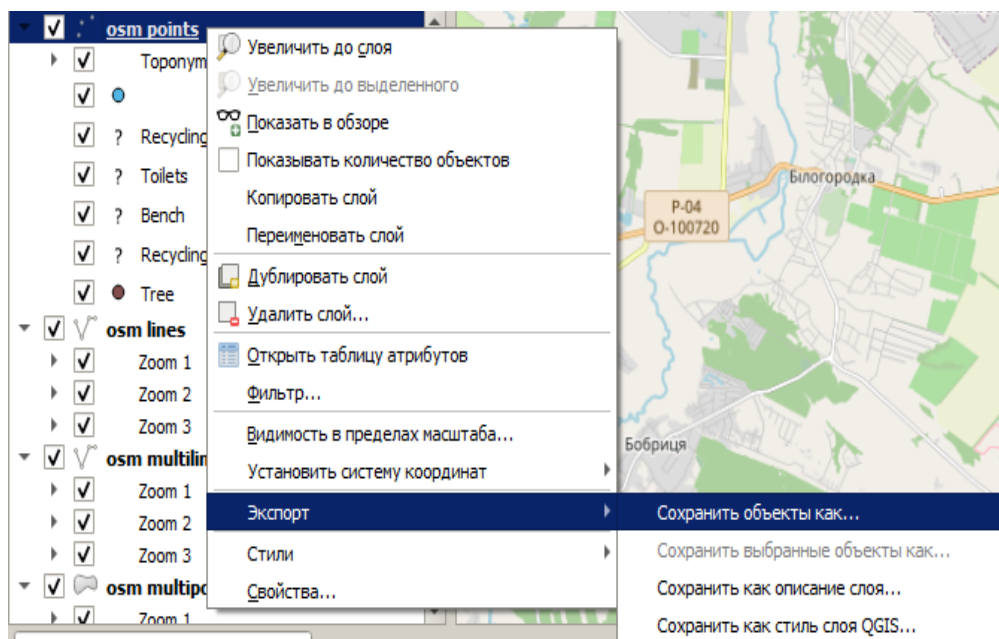 osm points
Toponym
?
Recycling
?
Toilets
?
Bench
?
Recycling
Tree
osm lines
Zoom 1
Zoom 2
Zoom 3
osm multilin
Zoom 1
Zoom 2
Zoom 3
osm multipo
Zoom 1
Увеличить до слоя
Увеличить до выделенного
Показать в обзоре
Показывать количество объектов
Копировать слой
Переименовать слой
Дублировать слой
Удалить слой...
Открыть таблицу атрибутов
Фильтр...
Видимость в пределах масштаба...
Установить систему координат
Экспорт
Стили
Свойства...
Сохранить объекты как...
Сохранить выбранные объекты как...
Сохранить как описание слоя...
Сохранить как стиль слоя QGIS...
Білогородка
Р-04
О-100720
Бобриця